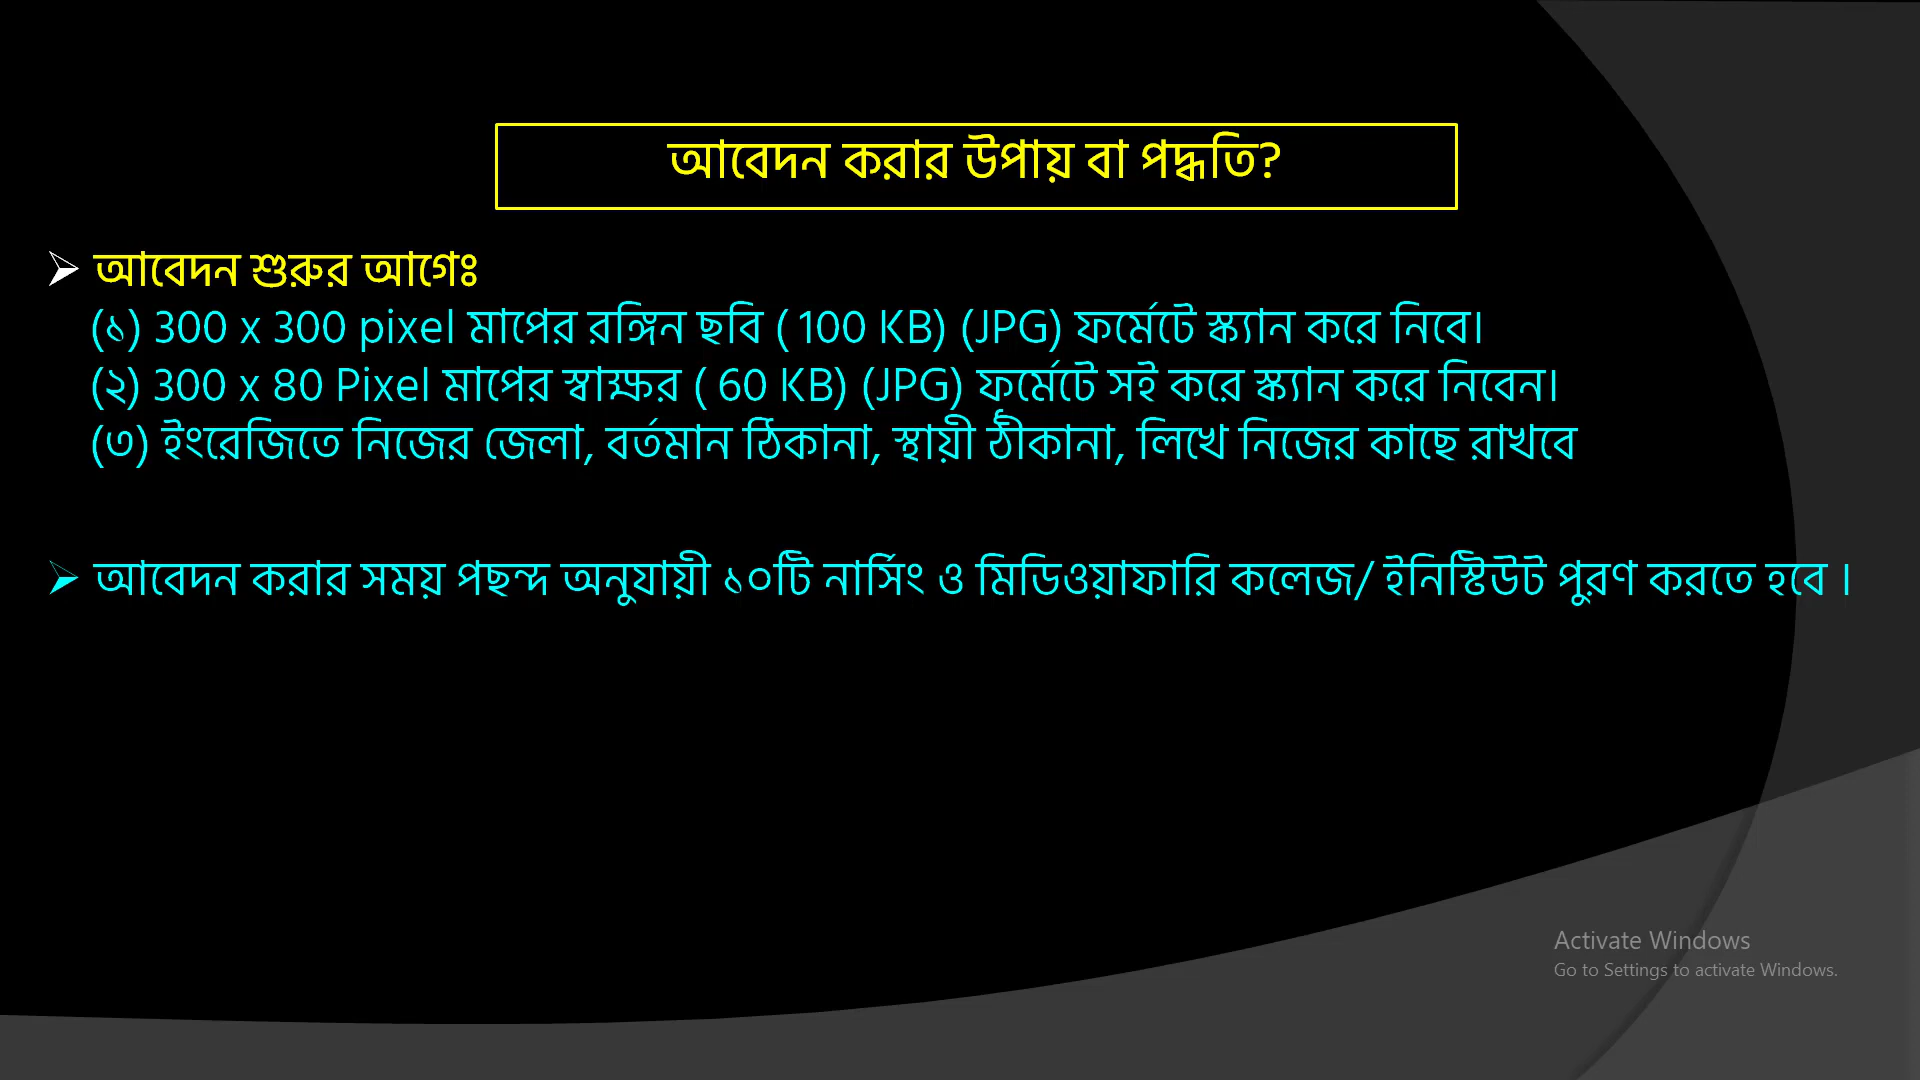 আবেদন করার উপায় বা পদ্ধতি?
আবেদন শুরুর আগেঃ
(১) 300 x 300 pixel মাপের রঙ্গিন ছবি ( 100 KB) (JPG) ফর্মেটে স্ক্যান করে নিবে।
(২) 300 x 80 Pixel মাপের স্বাক্ষর ( 60 KB) (JPG) ফর্মেটে সই করে স্ক্যান করে নিবেন।
(৩) ইংরেজিতে নিজের জেলা, বর্তমান ঠিকানা, স্থায়ী ঠীকানা, লিখে নিজের কাছে রাখবে
আবেদন করার সময় পছন্দ অনুযায়ী ১০টি নার্সিং ও মিডিওয়াফারি কলেজ/ ইনিস্টিউট পুরণ করতে হবে ।
Activate Windows
Go to Settings to activate Windows.